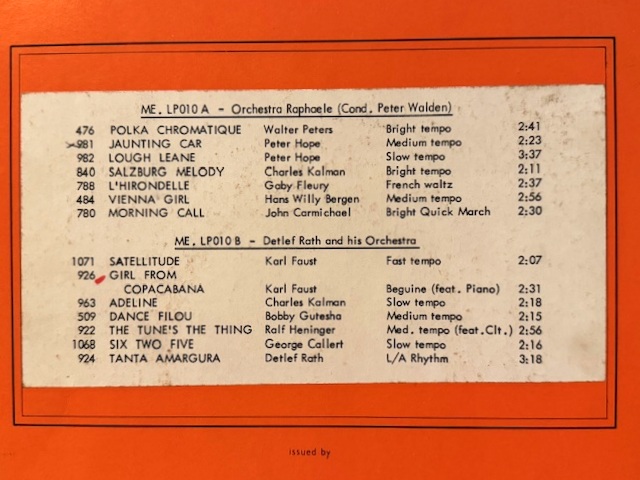 ME. LP010 A - Orchestra Raphaele (Cond. Peter Walden)
476 POLKA CHROMATIQUE Walter Peters Bright tempo 2:41
981 JAUNTING CAR Peter Hope Medium tempo 2:23
982 LOUGH LEANE Peter Hope Slow tempo 3:37
840 SALZBURG MELODY Charles Kalman Bright tempo 2:11
788 L'HIRONDELLE Gaby Fleury French waltz 2:37
484 VIENNA GIRL Hans Willy Bergen Medium tempo 2:56
780 MORNING CALL John Carmichael Bright Quick March 2:30
ME. LP010 B - Detlef Rath and his Orchestra
1071 SATELLITUDE Karl Faust Fast tempo 2:07
926 GIRL FROM
COPACABANA Karl Faust Beguine (feat. Piano) 2:31
963 ADELINE Charles Kalman Slow tempo 2:18
509 DANCE FILOU Bobby Gutesha Medium tempo 2:15
922 THE TUNE'S THE THING Ralf Heninger Med. tempo (feat.Clt.) 2:56
1068 SIX TWO FIVE George Callert Slow tempo 2:16
924 TANTA AMARGURA Detlef Rath L/A Rhythm 3:18
issued by